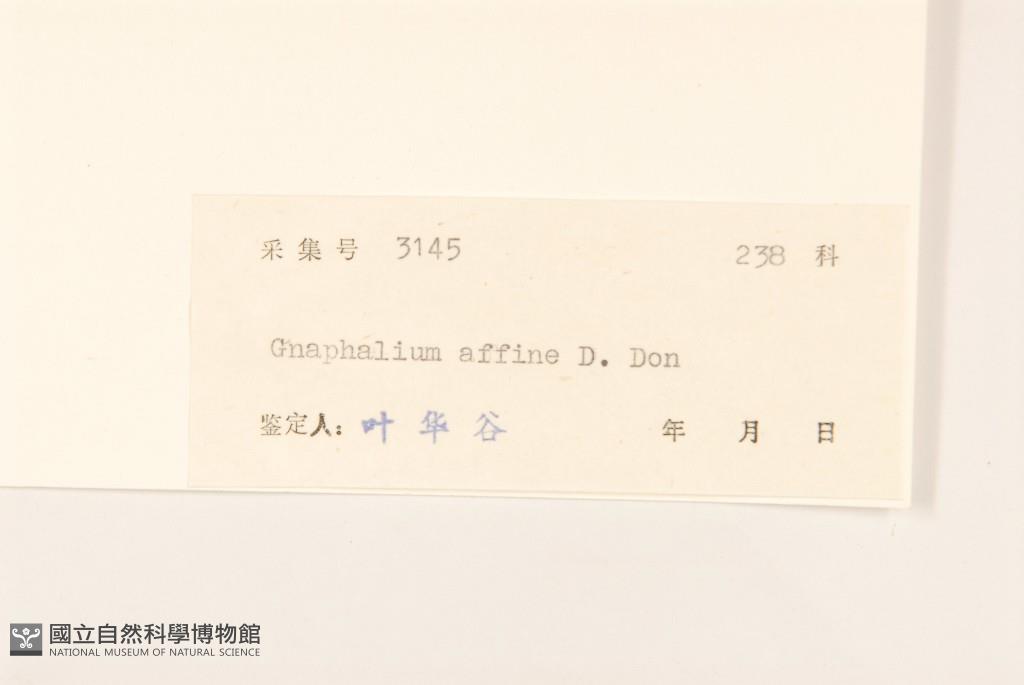 采集号 3145 238 科
Gnaphalium affine D. Don
鉴定人: 叶华谷 年 月 日
國立自然科學博物館
NATIONAL MUSEUM OF NATURAL SCIENCE